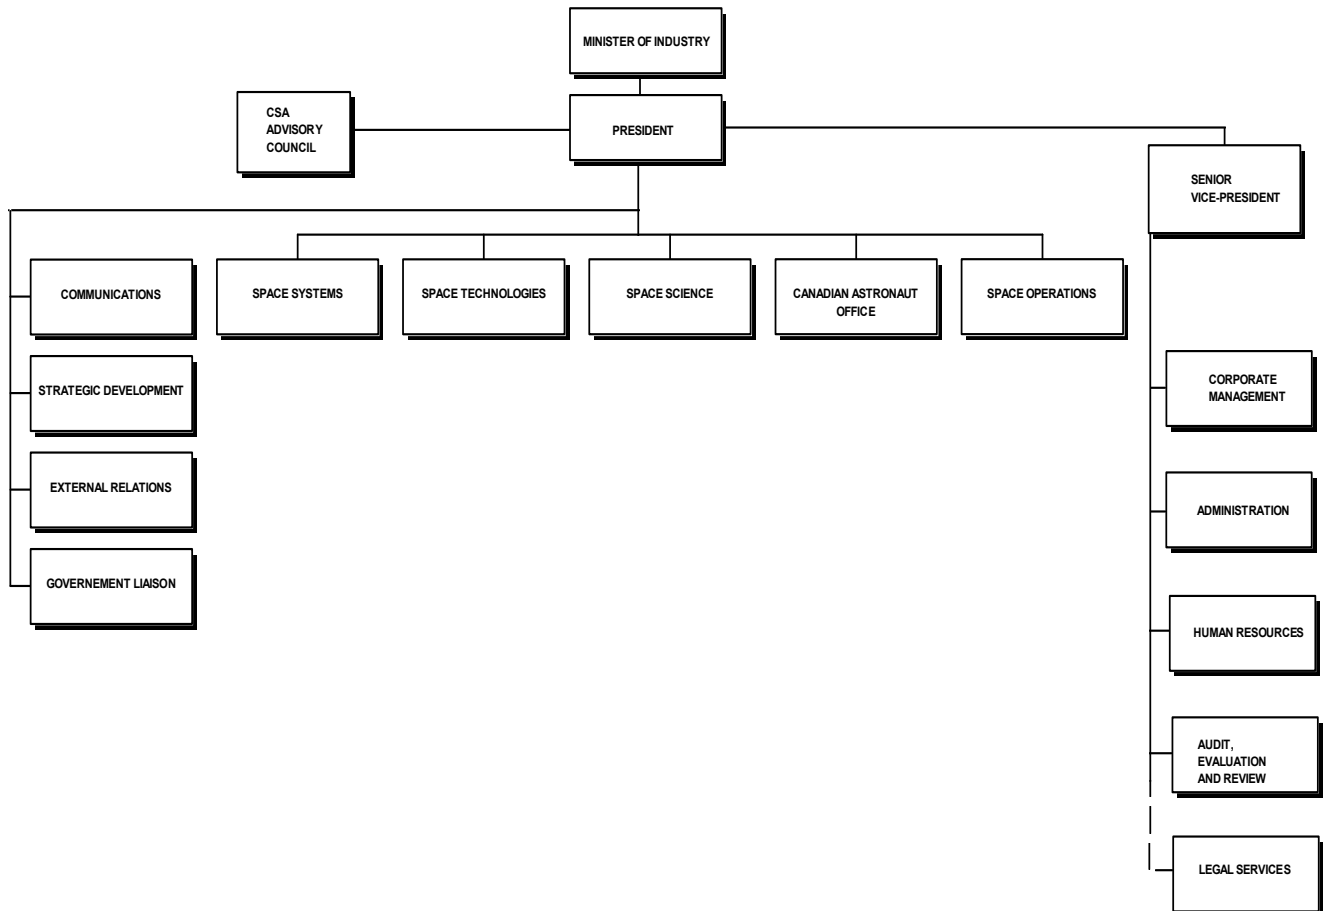 MINISTER OF INDUSTRY
CSA
ADVISORY
COUNCIL
PRESIDENT
SENIOR
VICE-PRESIDENT
COMMUNICATIONS
SPACE SYSTEMS
SPACE TECHNOLOGIES
SPACE SCIENCE
CANADIAN ASTRONAUT
OFFICE
SPACE OPERATIONS
STRATEGIC DEVELOPMENT
EXTERNAL RELATIONS
GOVERNEMENT LIAISON
CORPORATE
MANAGEMENT
ADMINISTRATION
HUMAN RESOURCES
AUDIT,
EVALUATION
AND REVIEW
LEGAL SERVICES